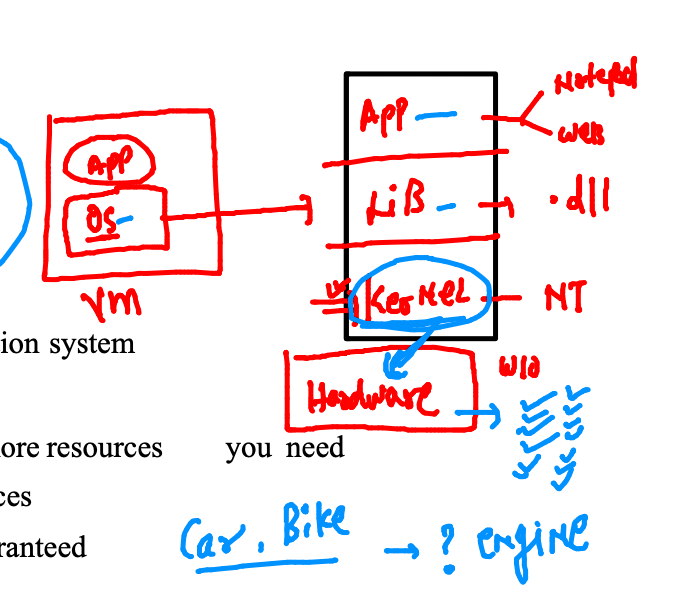 Notepad
App
WEB
APP
LiB
.dll
OS
KerNEL
NT
VM
ion system
W10
Hardware
ore resources you need
ces
Car, Bike → ? ENGINE
ranteed